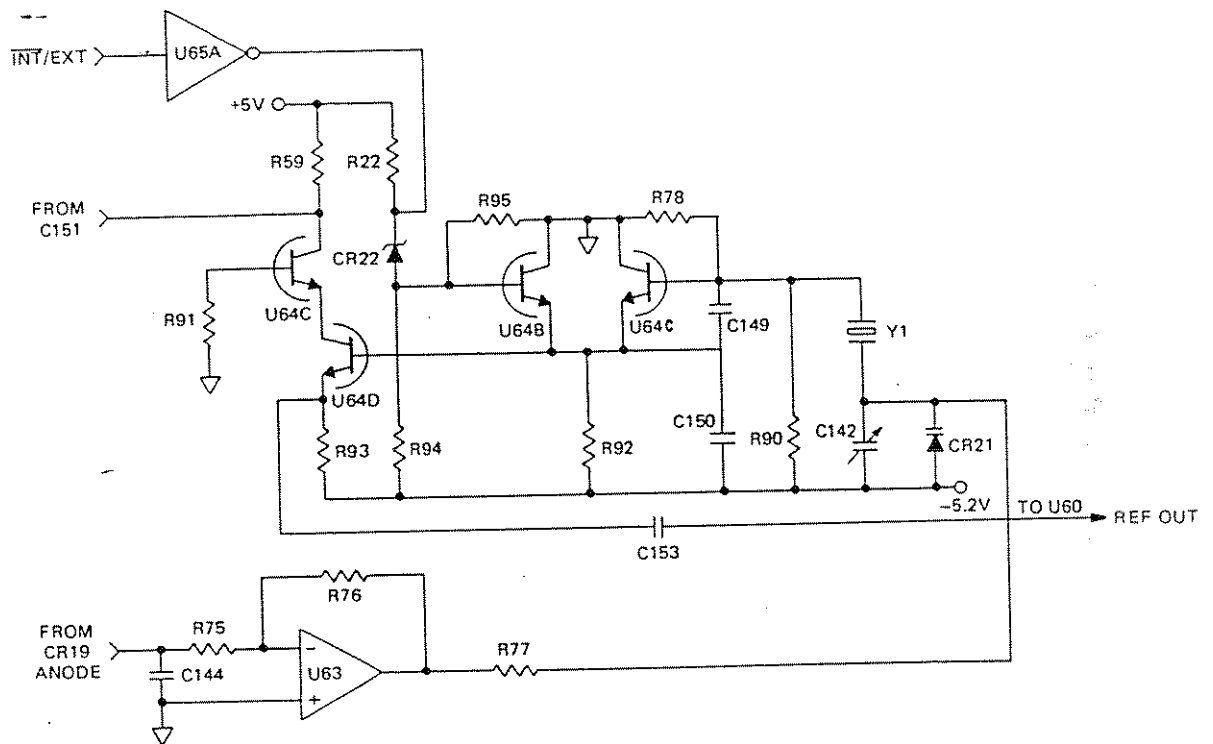 INT/EXT
U65A
+5V
R59
R22
FROM
C151
R95
R78
CR22
R91
U64C
U64B
U64C
C149
Y1
U64D
R93
R94
R92
C150
R90
C142
CR21
-5.2V
TO U60
REF OUT
C153
R76
FROM
CR19
ANODE
R75
C144
-
U63
+
R77